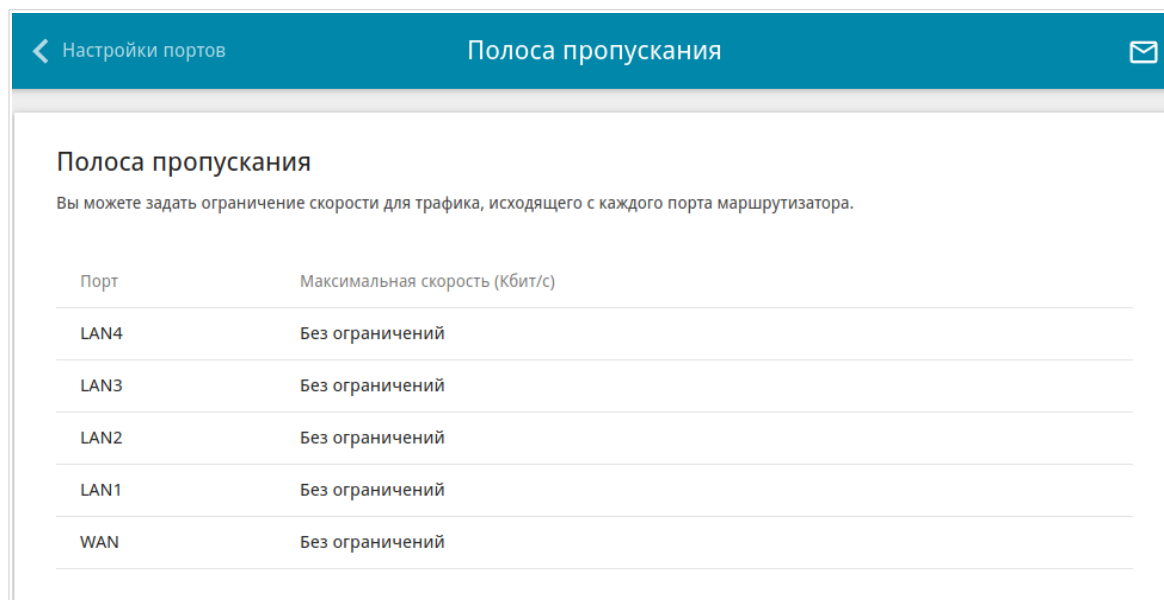 Настройки портов
Полоса пропускания
Полоса пропускания
Вы можете задать ограничение скорости для трафика, исходящего с каждого порта маршрутизатора.
Порт Максимальная скорость (Кбит/с)
LAN4 Без ограничений
LAN3 Без ограничений
LAN2 Без ограничений
LAN1 Без ограничений
WAN Без ограничений